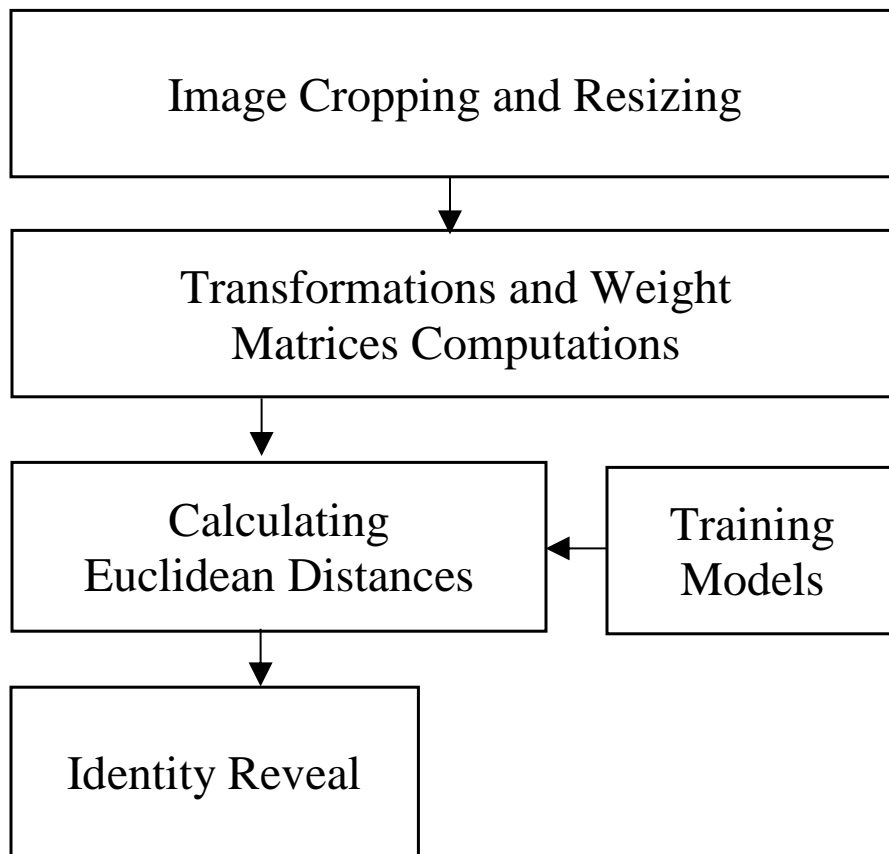 Image Cropping and Resizing
Transformations and Weight
Matrices Computations
Calculating
Euclidean Distances
Training
Models
Identity Reveal